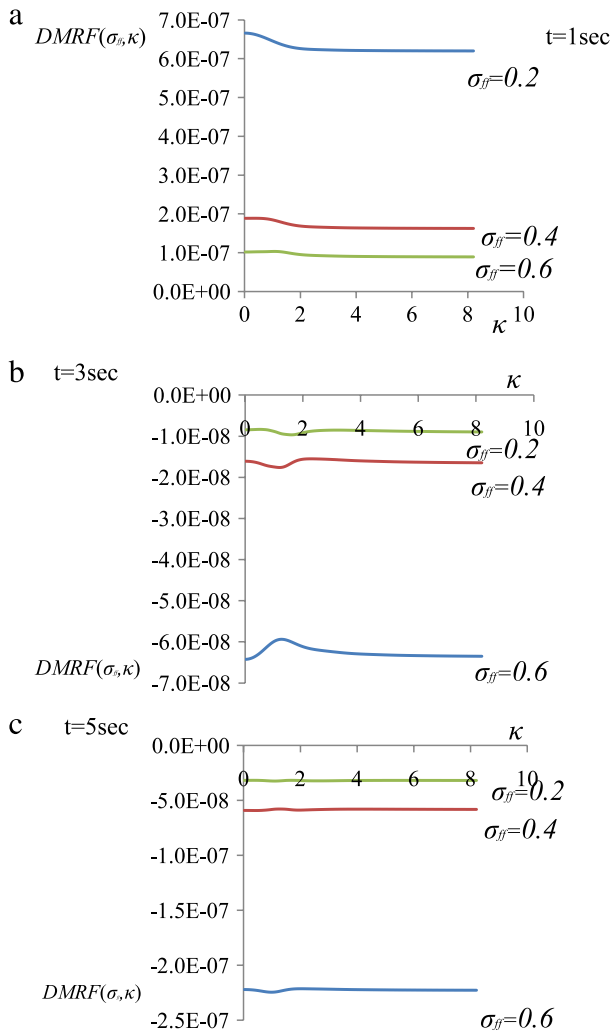 a
7.0E-07
DMRF(σff,κ)
t=1sec
6.0E-07
σff=0.2
5.0E-07
4.0E-07
3.0E-07
2.0E-07
σff=0.4
1.0E-07
σff=0.6
0.0E+00
0 2 4 6 8 10
κ
b
t=3sec
κ
0.0E+00
0 2 4 6 8 10
-1.0E-08
σff=0.2
-2.0E-08
σff=0.4
-3.0E-08
-4.0E-08
-5.0E-08
-6.0E-08
DMRF(σff,κ)
σff=0.6
-7.0E-08
c
t=5sec
κ
0.0E+00
0 2 4 6 8 10
σff=0.2
-5.0E-08
σff=0.4
-1.0E-07
-1.5E-07
-2.0E-07
DMRF(σ,κ)
σff=0.6
-2.5E-07